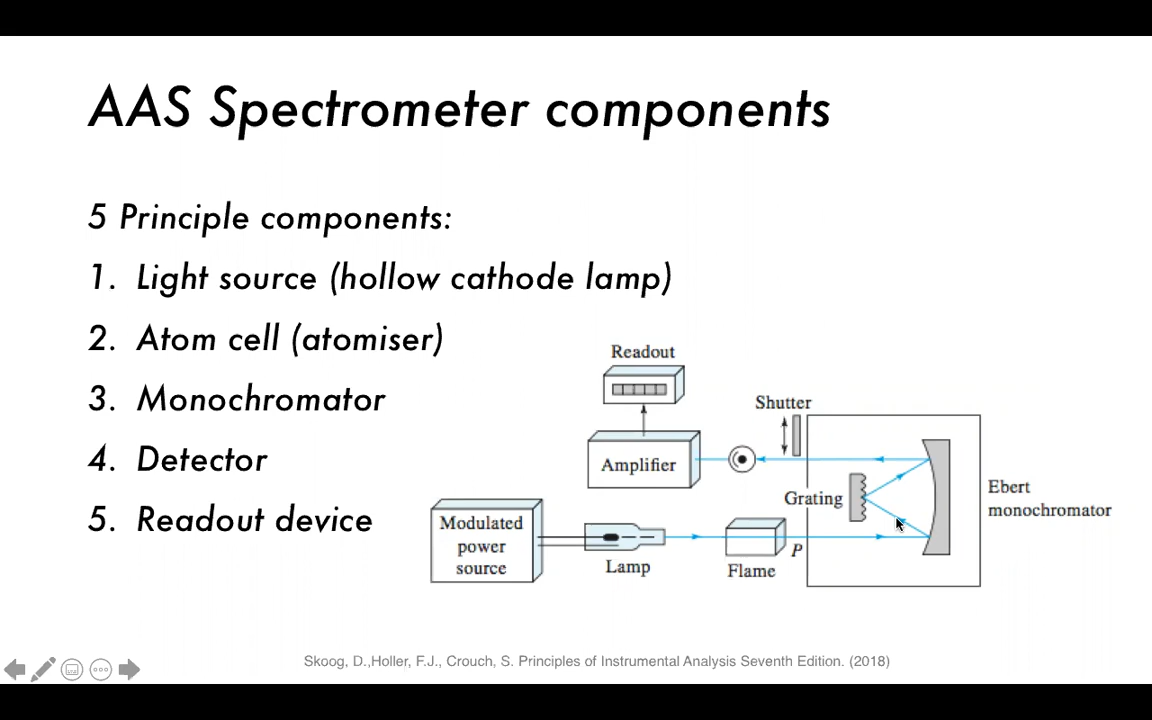 AAS Spectrometer components
5 Principle components:
1. Light source (hollow cathode lamp)
2. Atom cell (atomiser)
3. Monochromator
4. Detector
5. Readout device
Readout
Shutter
Amplifier
Grating
Ebert
monochromator
Modulated
power
source
Lamp
Flame
P
Skoog, D.,Holler, F.J., Crouch, S. Principles of Instrumental Analysis Seventh Edition. (2018)